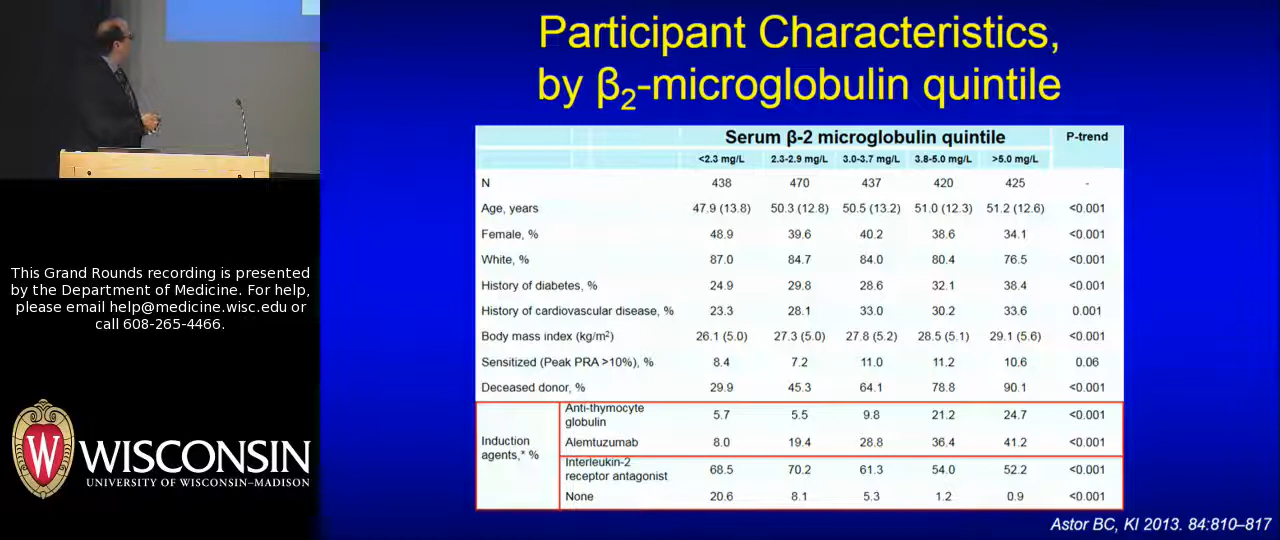 Participant Characteristics,
by β2-microglobulin quintile
Serum β-2 microglobulin quintile P-trend
<2.3 mg/L 2.3-2.9 mg/L 3.0-3.7 mg/L 3.8-5.0 mg/L >5.0 mg/L
N 438 470 437 420 425 -
Age, years 47.9 (13.8) 50.3 (12.8) 50.5 (13.2) 51.0 (12.3) 51.2 (12.6) <0.001
Female, % 48.9 39.6 40.2 38.6 34.1 <0.001
White, % 87.0 84.7 84.0 80.4 76.5 <0.001
History of diabetes, % 24.9 29.8 28.6 32.1 38.4 <0.001
History of cardiovascular disease, % 23.3 28.1 33.0 30.2 33.6 0.001
Body mass index (kg/m2) 26.1 (5.0) 27.3 (5.0) 27.8 (5.2) 28.5 (5.1) 29.1 (5.6) <0.001
Sensitized (Peak PRA >10%), % 8.4 7.2 11.0 11.2 10.6 0.06
Deceased donor, % 29.9 45.3 64.1 78.8 90.1 <0.001
Induction
agents,* %
Anti-thymocyte
globulin 5.7 5.5 9.8 21.2 24.7 <0.001
Alemtuzumab 8.0 19.4 28.8 36.4 41.2 <0.001
Interleukin-2
receptor antagonist 68.5 70.2 61.3 54.0 52.2 <0.001
None 20.6 8.1 5.3 1.2 0.9 <0.001
Astor BC, KI 2013. 84:810–817
This Grand Rounds recording is presented
by the Department of Medicine. For help,
please email help@medicine.wisc.edu or
call 608-265-4466.
W
WISCONSIN
UNIVERSITY OF WISCONSIN–MADISON